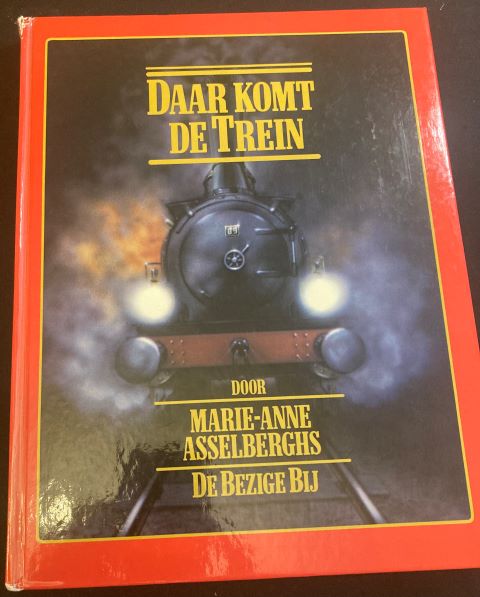 DAAR KOMT
DE TREIN
DOOR
MARIE-ANNE
ASSELBERGHS
DE BEZIGE BIJ